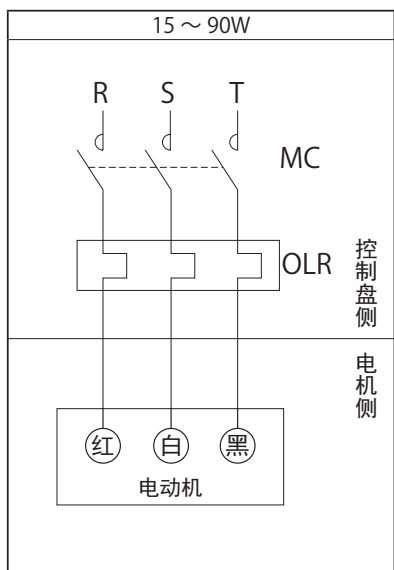 15 ～ 90W
R S T
MC
OLR
控制盘侧
电机侧
红 白 黑
电动机